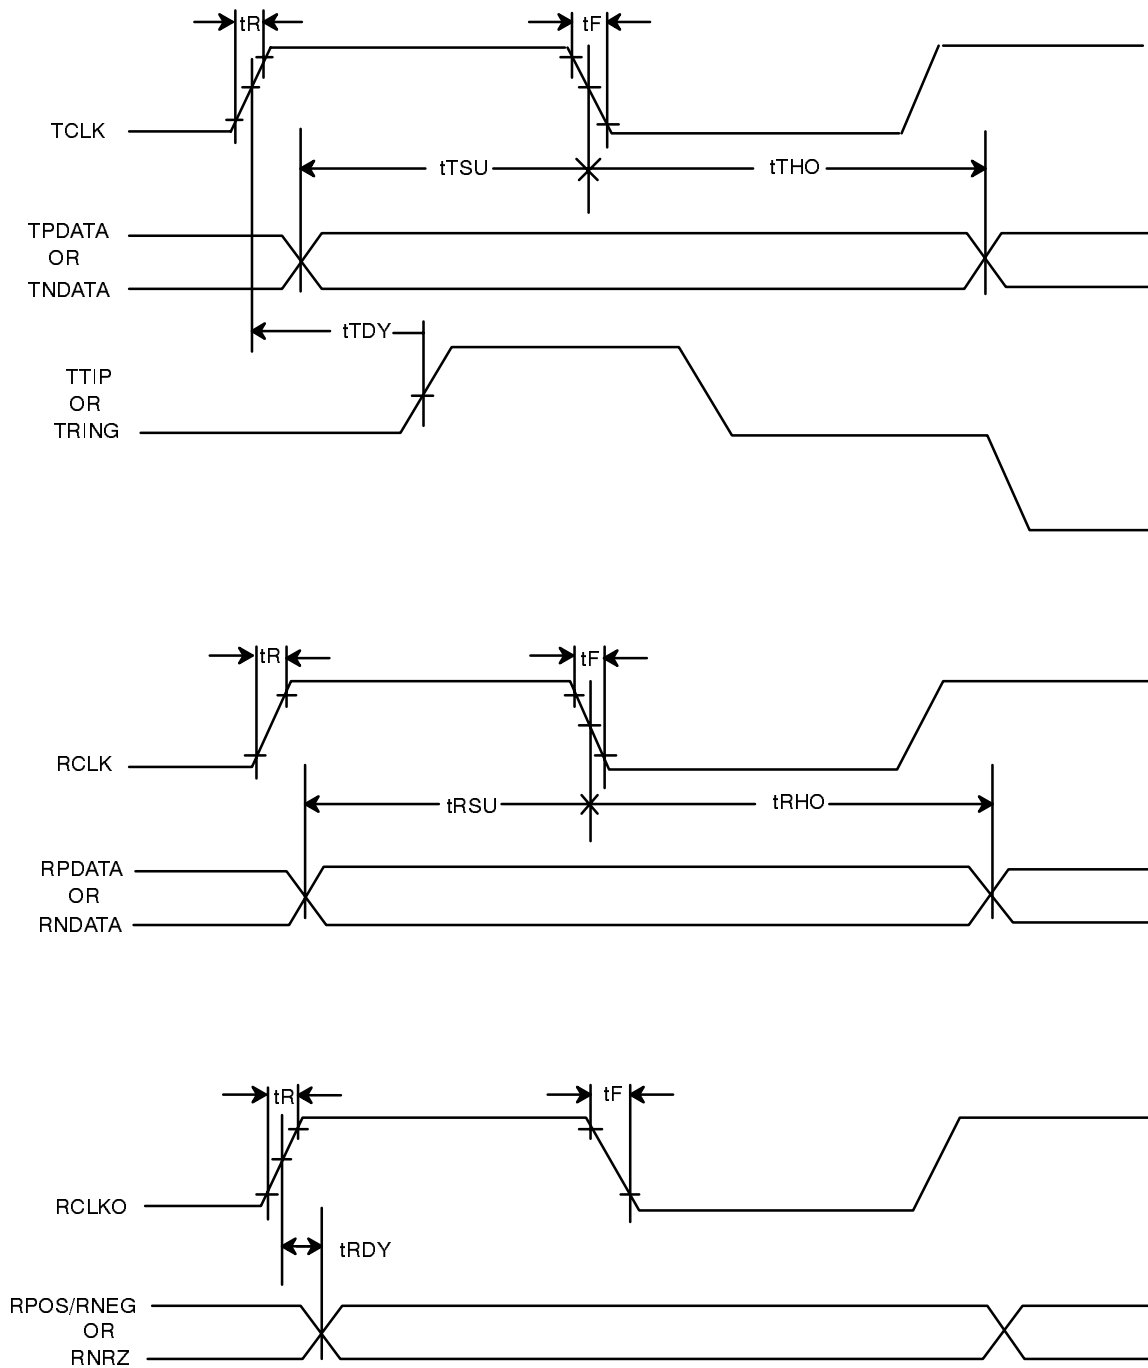 tR
tF
TCLK
tTSU
tTHO
TPDATA
OR
TNDATA
tTDY
TTIP
OR
TRING
tR
tF
RCLK
tRSU
tRHO
RPDATA
OR
RNDATA
tR
tF
RCLKO
tRDY
RPOS/RNEG
OR
RNRZ